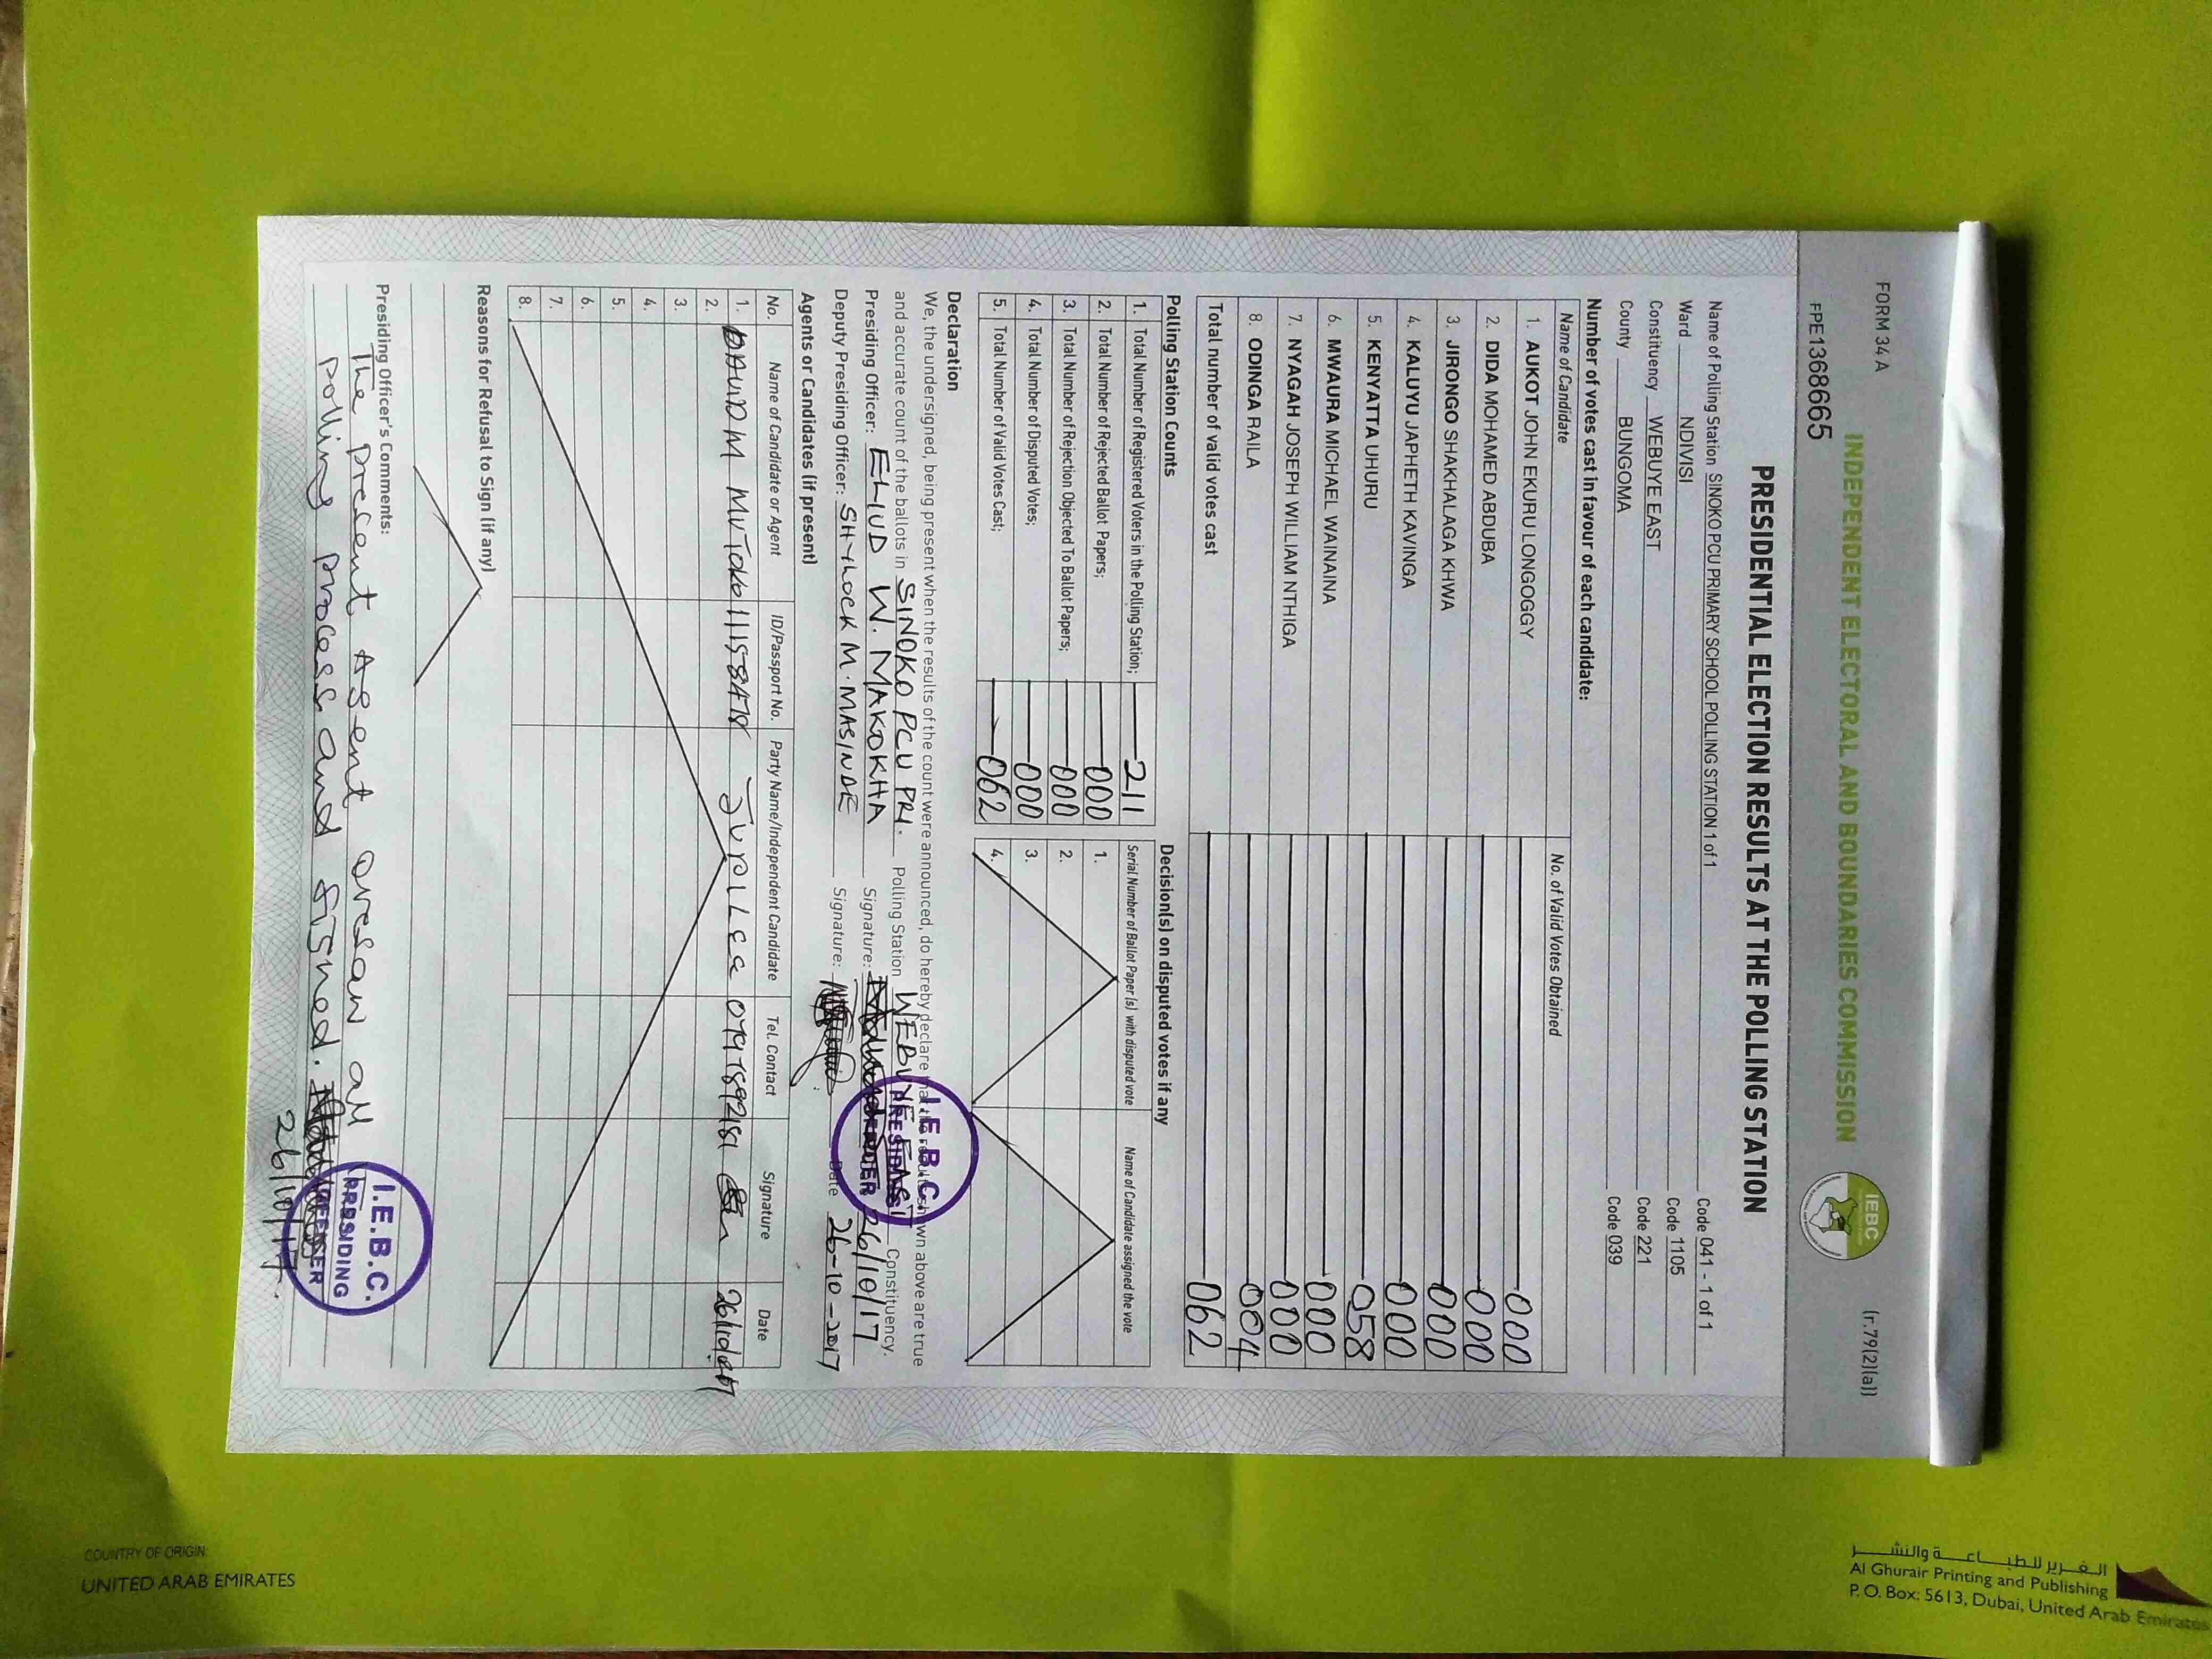 FORM 34 A
(r.79(2)(a))
FPE1368665
INDEPENDENT ELECTORAL AND BOUNDARIES COMMISSION
IEBC
PRESIDENTIAL ELECTION RESULTS AT THE POLLING STATION
Name of Polling Station SINOKO PCU PRIMARY SCHOOL POLLING STATION 1 of 1 Code 041 - 1 of 1
Ward NDIVISI Code 1105
Constituency WEBUYE EAST Code 221
County BUNGOMA Code 039
Number of votes cast in favour of each candidate:
Name of Candidate No. of Valid Votes Obtained
1. AUKOT JOHN EKURU LONGOGGY 000
2. DIDA MOHAMED ABDUBA 000
3. JIRONGO SHAKHALAGA KHWA 000
4. KALUYU JAPHETH KAVINGA 000
5. KENYATTA UHURU 058
6. MWAURA MICHAEL WAINAINA 000
7. NYAGAH JOSEPH WILLIAM NTHIGA 000
8. ODINGA RAILA 004
Total number of valid votes cast 062
Polling Station Counts
1. Total Number of Registered Voters in the Polling Station; 211
2. Total Number of Rejected Ballot Papers; 000
3. Total Number of Rejection Objected To Ballot Papers; 000
4. Total Number of Disputed Votes; 000
5. Total Number of Valid Votes Cast; 062
Decision(s) on disputed votes if any
Serial Number of Ballot Paper (s) with disputed vote Name of Candidate assigned the vote
1.
2.
3.
4.
Declaration
We, the undersigned, being present when the results of the count were announced, do hereby declare that the results shown above are true
and accurate count of the ballots in SINOKO PCU PRI. Polling Station WEBUYE EAST Constituency.
Presiding Officer: ELIUD W. MAKOKHA Signature: 26/10/17
Deputy Presiding Officer: SHYLOCK M. MASINDE Signature: Date 26-10-2017
I.E.B.C.
PRESIDING
OFFICER
Agents or Candidates (if present)
No. Name of Candidate or Agent ID/Passport No. Party Name/Independent Candidate Tel. Contact Signature Date
1. DAVID M 11158478 JUPILEE
2.
3.
4.
5.
6.
7.
8.
Reasons for Refusal to Sign (if any)
Presiding Officer's Comments:
The present Agent oversaw all
polling process and signed.
26/10/17.
I.E.B.C.
PRESIDING
OFFICER
الغرير للطباعة والنشر
Al Ghurair Printing and Publishing
P. O. Box: 5613, Dubai, United Arab Emirates
COUNTRY OF ORIGIN:
UNITED ARAB EMIRATES